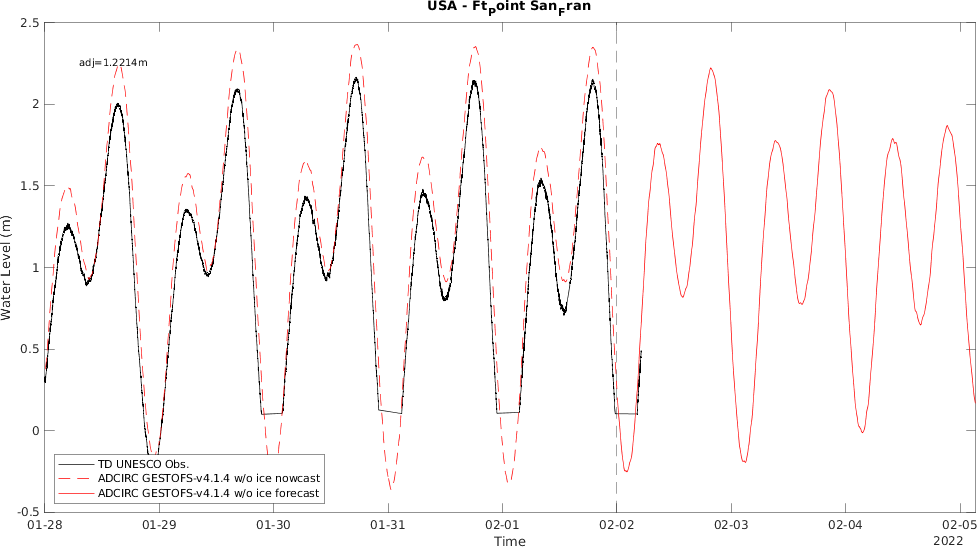 USA - Ft_Point San_Fran
2.5
adj=1.2214m
2
1.5
1
0.5
0
-0.5
Water Level (m)
TD UNESCO Obs.
ADCIRC GESTOFS-v4.1.4 w/o ice nowcast
ADCIRC GESTOFS-v4.1.4 w/o ice forecast
01-28 01-29 01-30 01-31 02-01 02-02 02-03 02-04 02-05
Time
2022